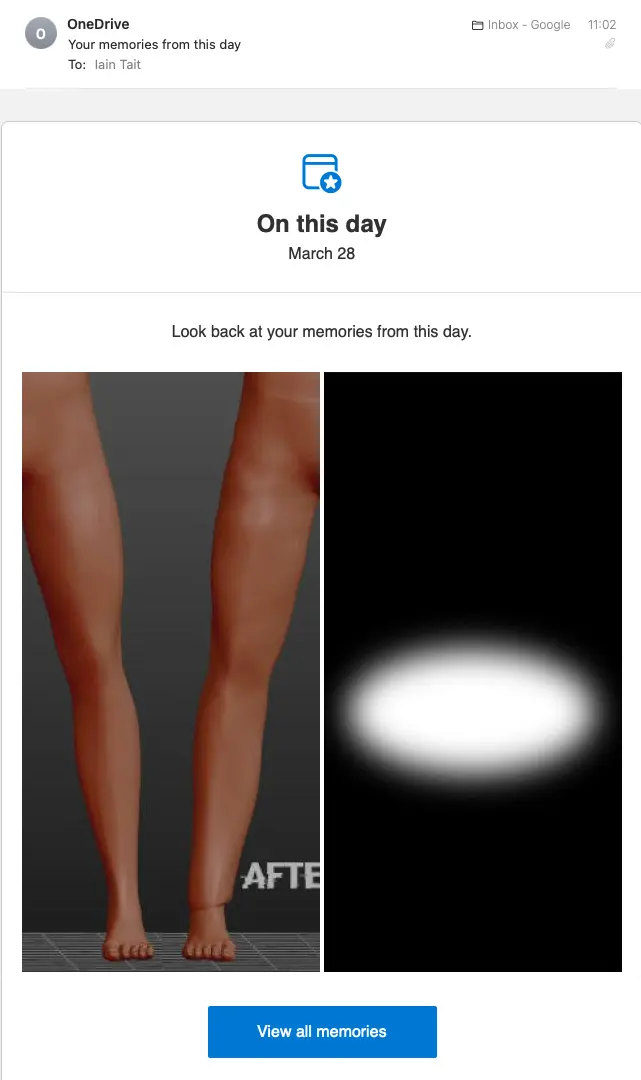 O
OneDrive
Inbox - Google 11:02
Your memories from this day
To: Iain Tait
On this day
March 28
Look back at your memories from this day.
AFTE
View all memories